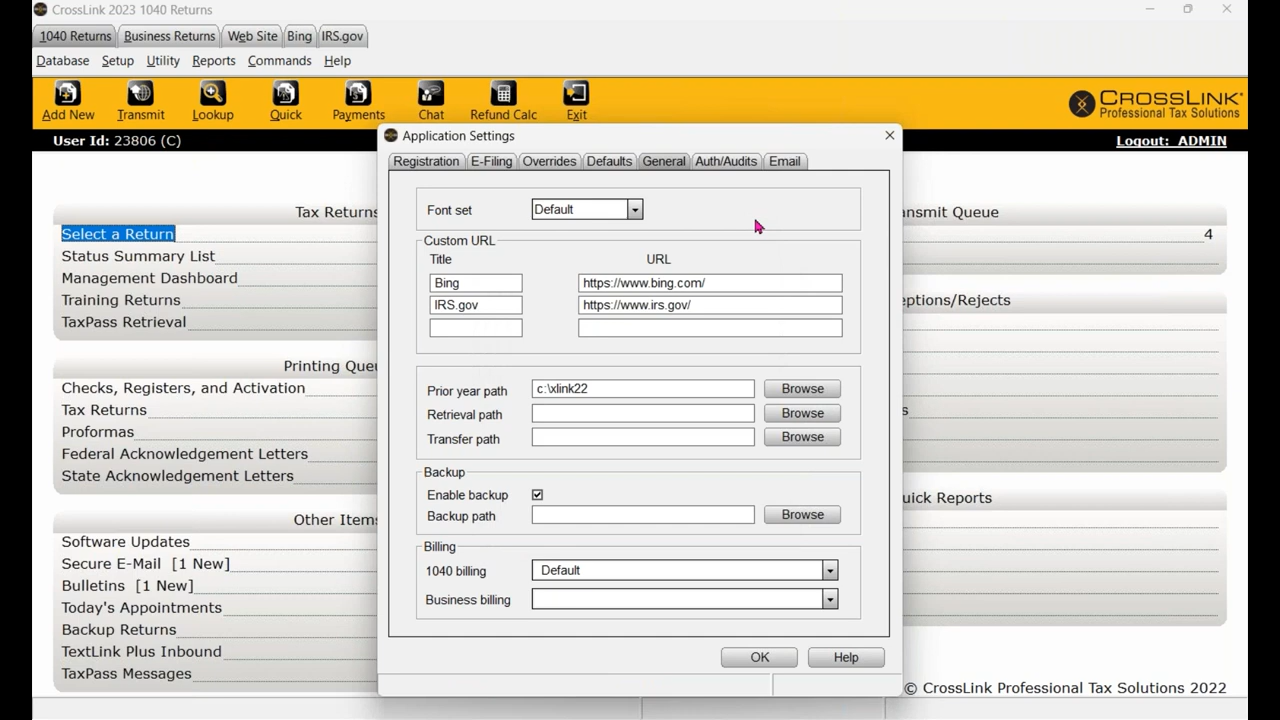 CrossLink 2023 1040 Returns
1040 Returns Business Returns Web Site Bing IRS.gov
Database Setup Utility Reports Commands Help
Add New Transmit Lookup Quick Payments Chat Refund Calc Exit
CROSSLINK
Professional Tax Solutions
User Id: 23806 (C)
Logout: ADMIN
Tax Returns
Select a Return
Status Summary List
Management Dashboard
Training Returns
TaxPass Retrieval
Printing Que
Checks, Registers, and Activation
Tax Returns
Proformas
Federal Acknowledgement Letters
State Acknowledgement Letters
Other Items
Software Updates
Secure E-Mail [1 New]
Bulletins [1 New]
Today's Appointments
Backup Returns
TextLink Plus Inbound
TaxPass Messages
Application Settings
Registration E-Filing Overrides Defaults General Auth/Audits Email
Font set Default
Custom URL
Title URL
Bing https://www.bing.com/
IRS.gov https://www.irs.gov/
Prior year path c:\xlink22 Browse
Retrieval path Browse
Transfer path Browse
Backup
Enable backup
Backup path Browse
Billing
1040 billing Default
Business billing
OK Help
ansmit Queue
4
eptions/Rejects
s
uick Reports
© CrossLink Professional Tax Solutions 2022